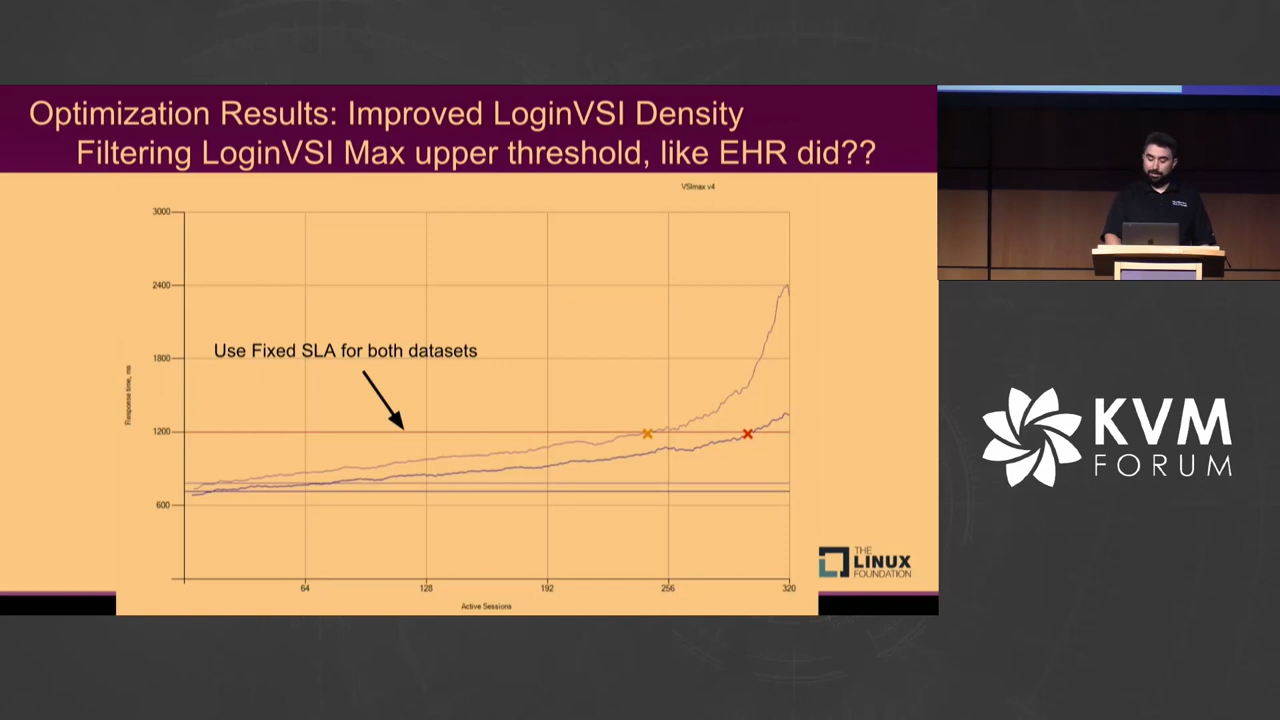 Optimization Results: Improved LoginVSI Density
Filtering LoginVSI Max upper threshold, like EHR did??
VSImax v4
3000
2400
1800
1200
600
Response time, ms
Use Fixed SLA for both datasets
64
128
192
256
320
Active Sessions
THE
LINUX
FOUNDATION
KVM
FORUM